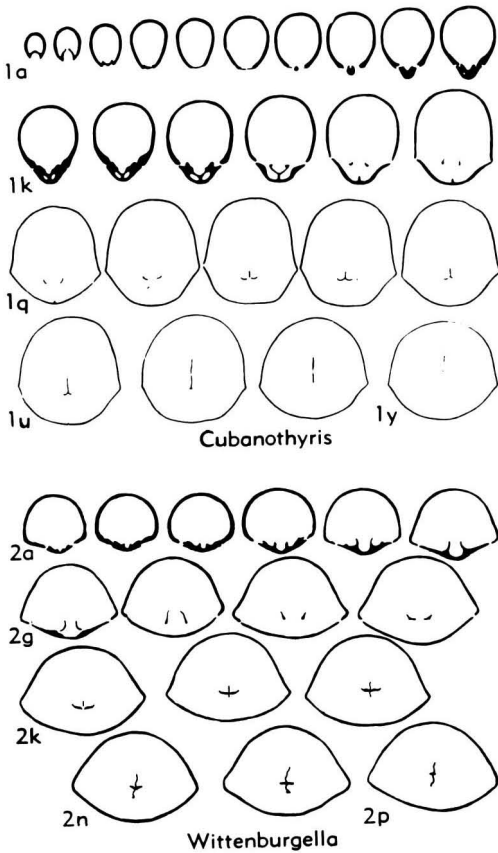 1a
1k
1q
1u 1y
Cubanothyris
2a
2g
2k
2n 2p
Wittenburgella